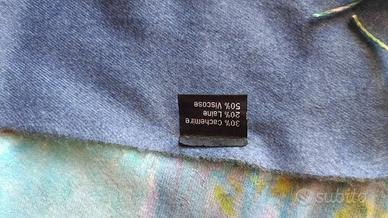 30% Cachemire
20% Laine
50% Viscose
subito